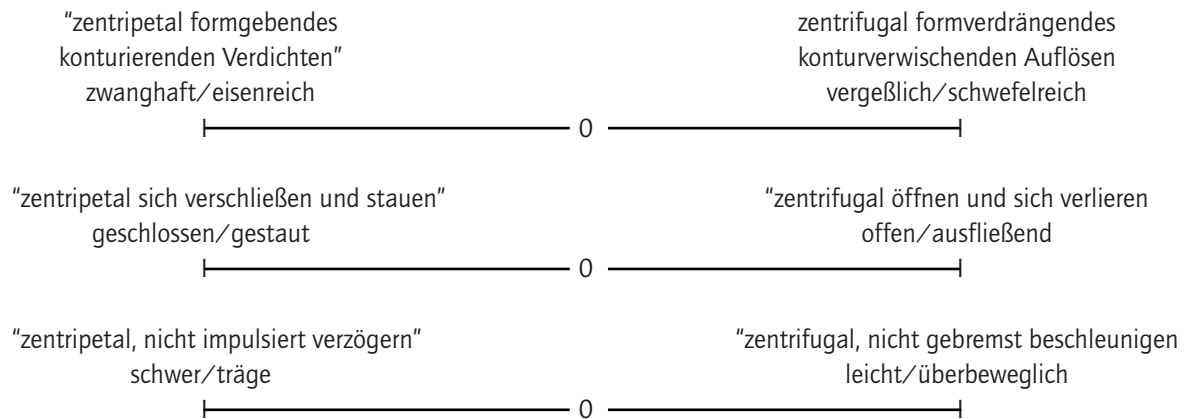 "zentripetal formgebendes
konturierenden Verdichten"
zwanghaft/eisenreich
zentrifugal formverdrängendes
konturverwischenden Auflösen
vergeßlich/schwefelreich
0
"zentripetal sich verschließen und stauen"
geschlossen/gestaut
"zentrifugal öffnen und sich verlieren
offen/ausfließend
0
"zentripetal, nicht impulsiert verzögern"
schwer/träge
"zentrifugal, nicht gebremst beschleunigen
leicht/überbeweglich
0